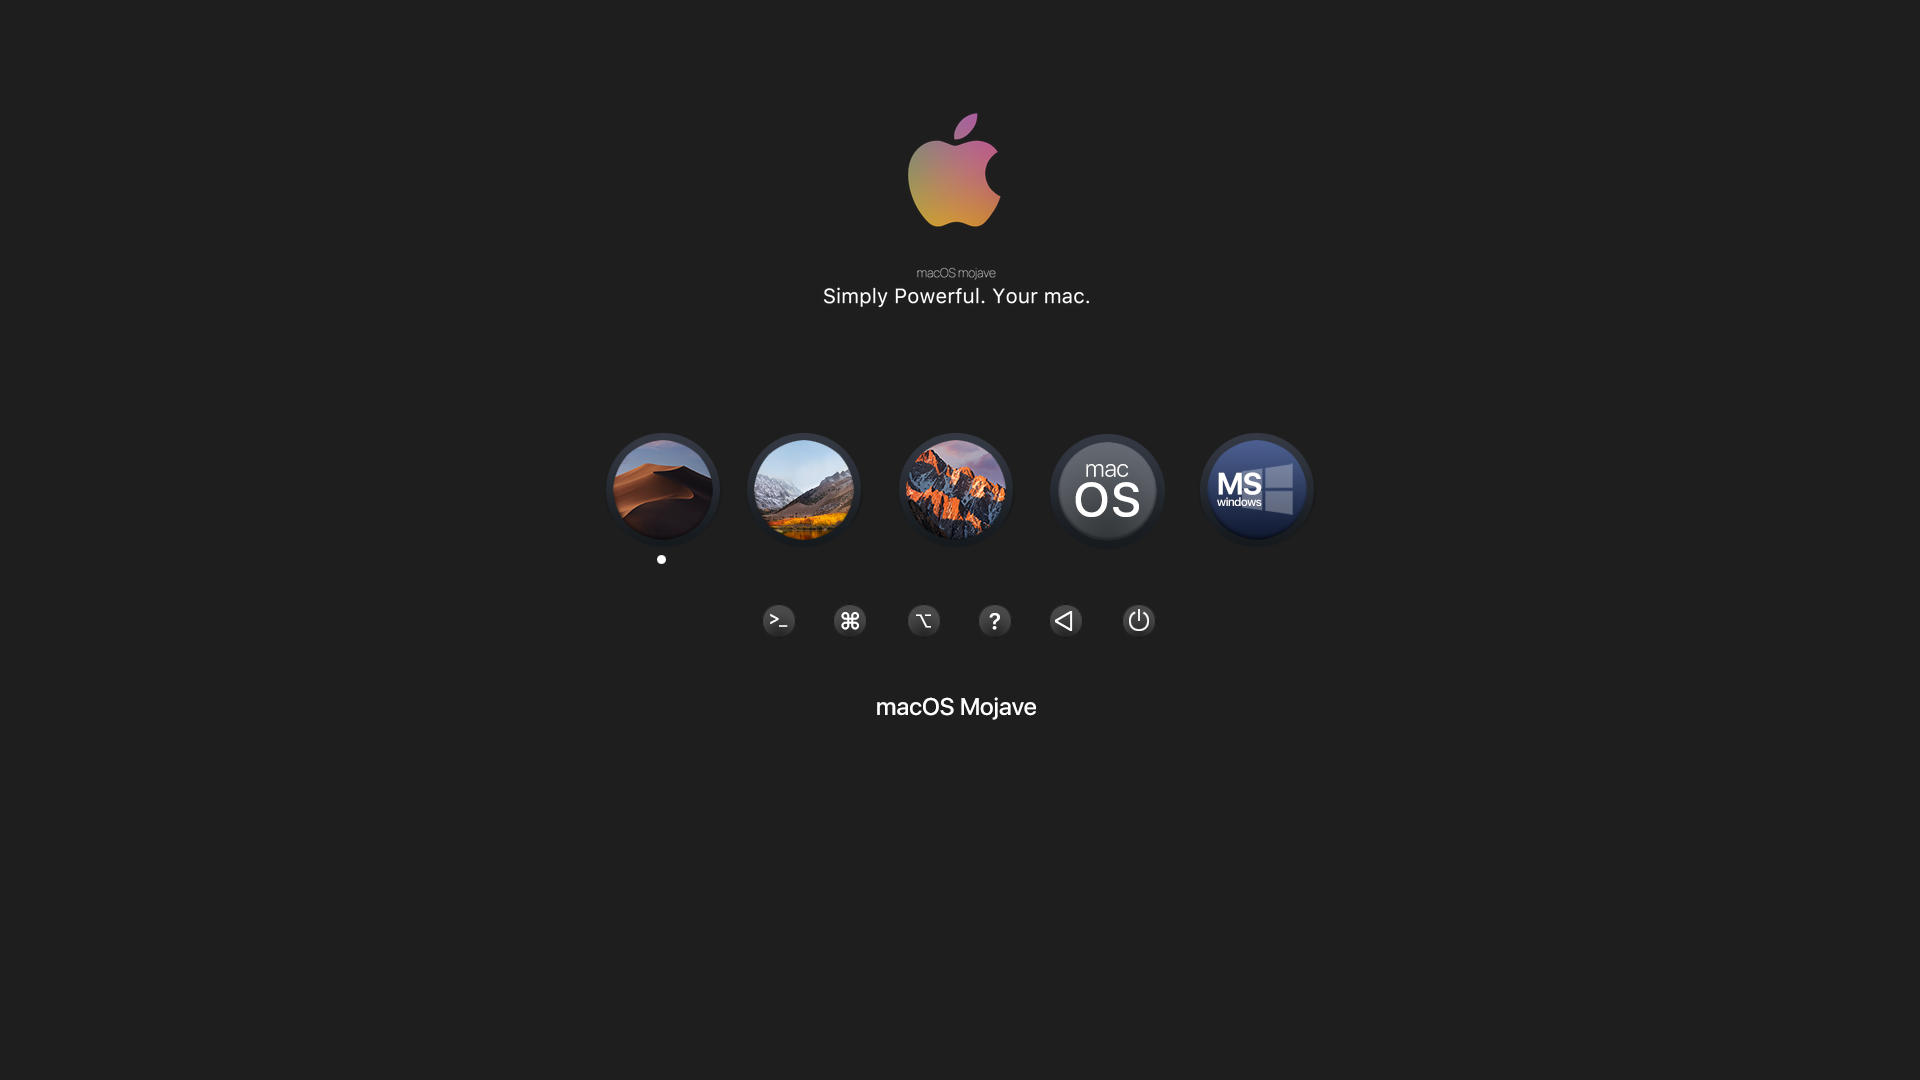 macOS mojave
Simply Powerful. Your mac.
mac
OS
MS
windows
>_
⌘
⌥
?
macOS Mojave